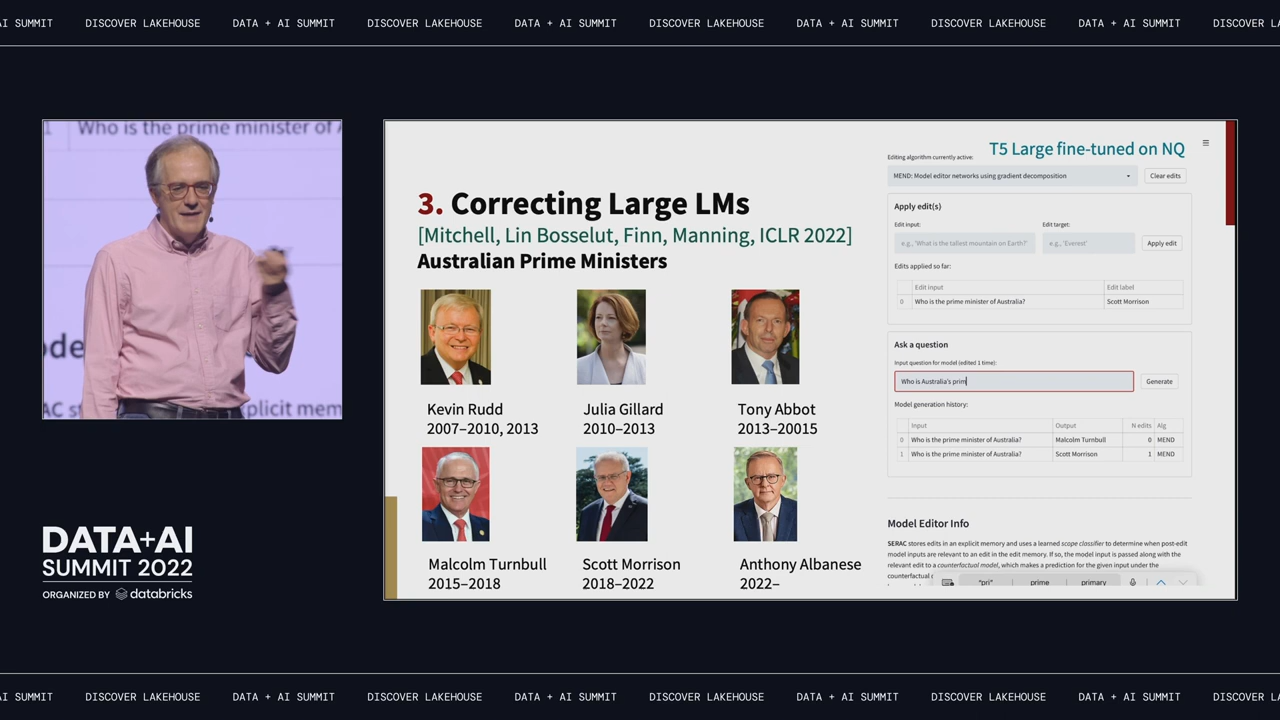 AI SUMMIT DISCOVER LAKEHOUSE DATA + AI SUMMIT DISCOVER LAKEHOUSE DATA + AI SUMMIT DISCOVER LAKEHOUSE DATA + AI SUMMIT DISCOVER LAKEHOUSE DATA + AI SUMMIT DISCOVER
Who is the prime minister of
T5 Large fine-tuned on NQ
Editing algorithm currently active:
MEND: Model editor networks using gradient decomposition
Clear edits
3. Correcting Large LMs
[Mitchell, Lin Bosselut, Finn, Manning, ICLR 2022]
Australian Prime Ministers
Kevin Rudd
2007–2010, 2013
Julia Gillard
2010–2013
Tony Abbot
2013–20015
Malcolm Turnbull
2015–2018
Scott Morrison
2018–2022
Anthony Albanese
2022–
Apply edit(s)
Edit input:
Edit target:
e.g., 'What is the tallest mountain on Earth?'
e.g., 'Everest'
Apply edit
Edits applied so far:
Edit input Edit label
0 Who is the prime minister of Australia? Scott Morrison
Ask a question
Input question for model (edited 1 time):
Who is Australia's prim
Generate
Model generation history:
Input Output N edits Alg
0 Who is the prime minister of Australia? Malcolm Turnbull 0 MEND
1 Who is the prime minister of Australia? Scott Morrison 1 MEND
Model Editor Info
SERAC stores edits in an explicit memory and uses a learned scope classifier to determine when post-edit
model inputs are relevant to an edit in the edit memory. If so, the model input is passed along with the
relevant edit to a counterfactual model, which makes a prediction for the given input under the
counterfactual
"pri" prime primary
DATA+AI
SUMMIT 2022
ORGANIZED BY databricks
AI SUMMIT DISCOVER LAKEHOUSE DATA + AI SUMMIT DISCOVER LAKEHOUSE DATA + AI SUMMIT DISCOVER LAKEHOUSE DATA + AI SUMMIT DISCOVER LAKEHOUSE DATA + AI SUMMIT DISCOVER